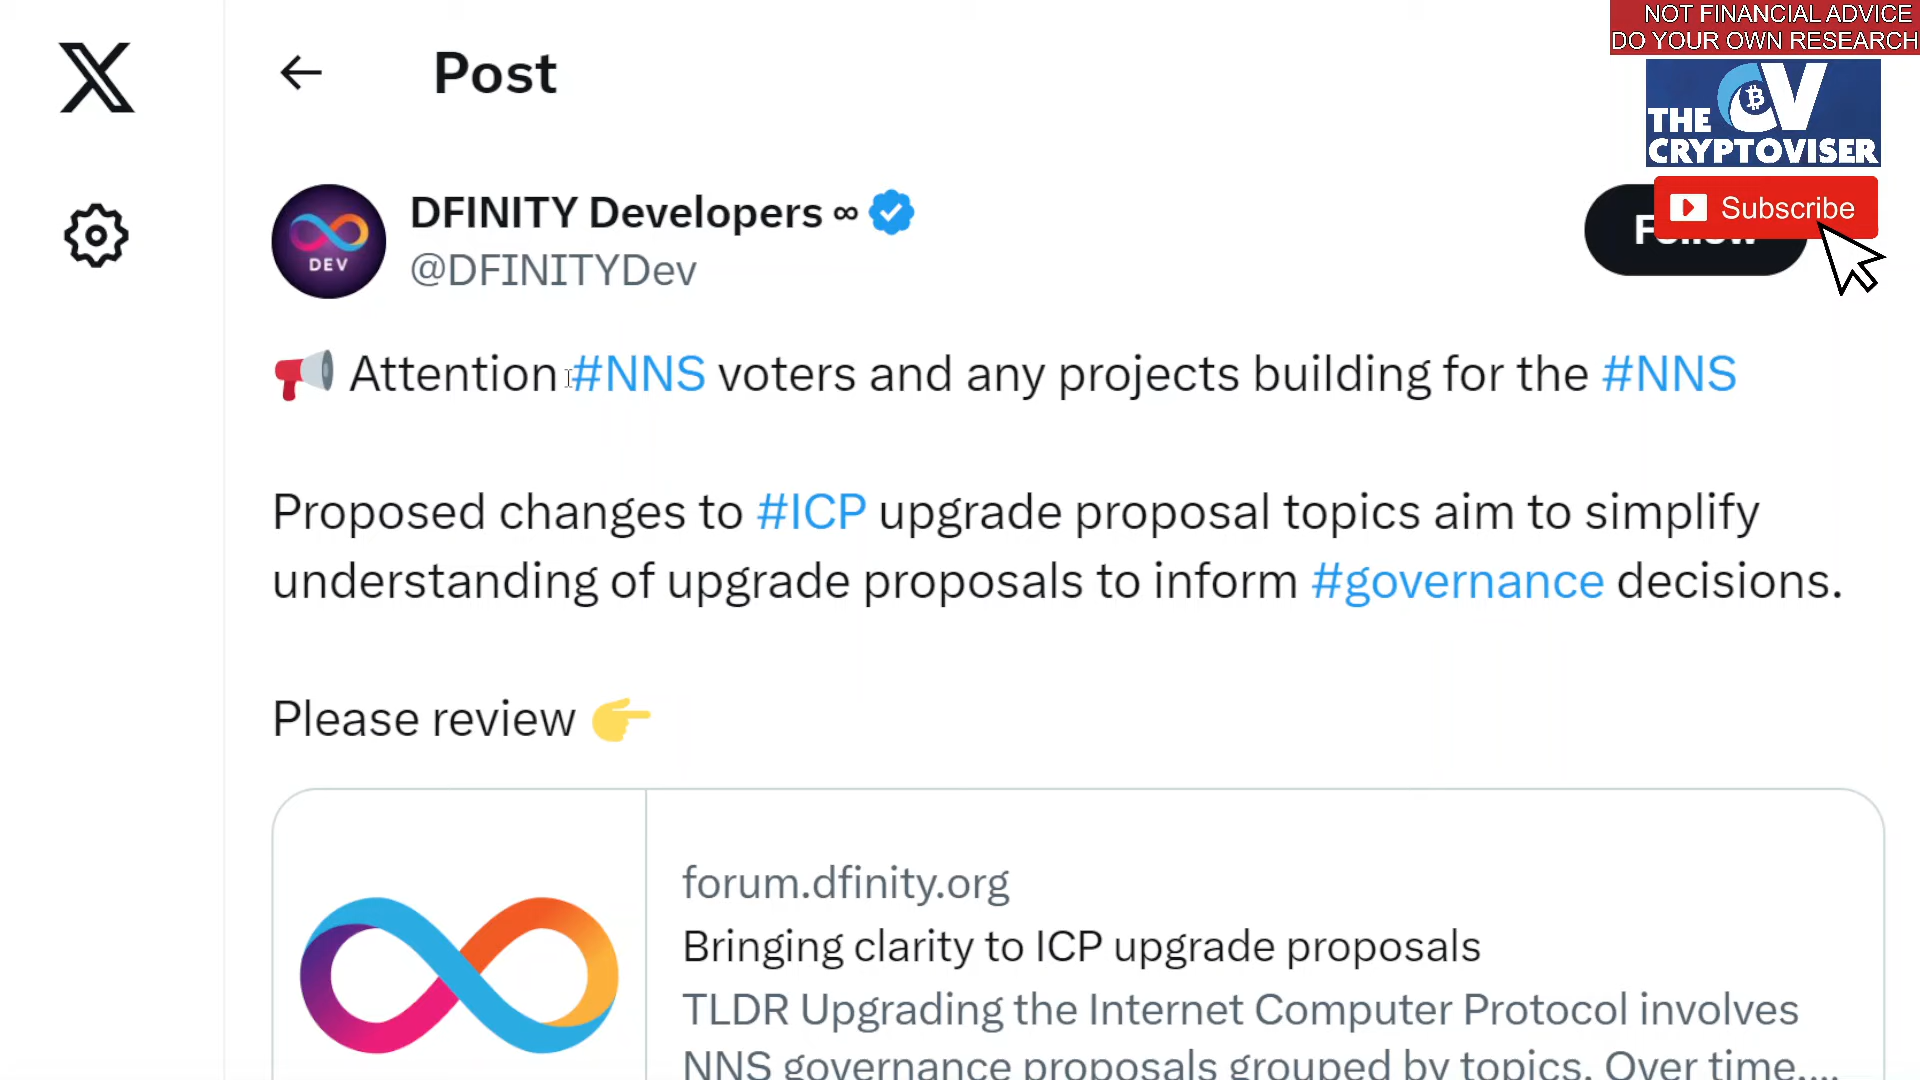 NOT FINANCIAL ADVICE
DO YOUR OWN RESEARCH
Post
THE CV
CRYPTOVISER
Subscribe
DFINITY Developers ∞
@DFINITYDev
DEV
Follow
📢 Attention #NNS voters and any projects building for the #NNS
Proposed changes to #ICP upgrade proposal topics aim to simplify
understanding of upgrade proposals to inform #governance decisions.
Please review 👉
forum.dfinity.org
Bringing clarity to ICP upgrade proposals
TLDR Upgrading the Internet Computer Protocol involves
NNS governance proposals grouped by topics. Over time,...